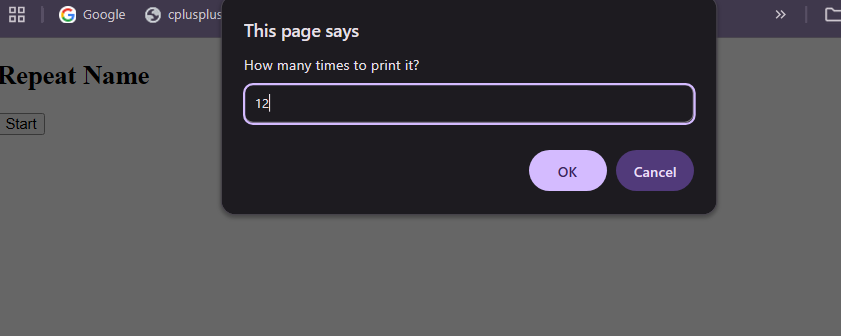 Google
cplusplus
This page says
How many times to print it?
12
OK
Cancel
Repeat Name
Start